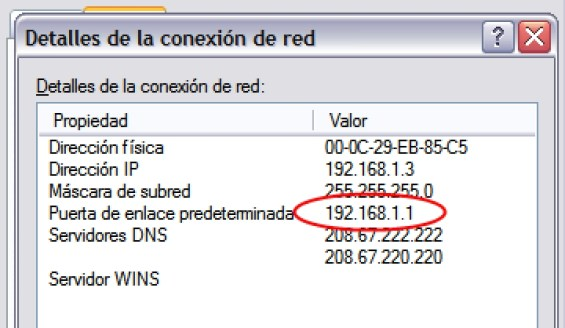 Detalles de la conexión de red
Detalles de la conexión de red:
Propiedad Valor
Dirección física 00-0C-29-EB-85-C5
Dirección IP 192.168.1.3
Máscara de subred 255.255.255.0
Puerta de enlace predeterminada 192.168.1.1
Servidores DNS 208.67.222.222
208.67.220.220
Servidor WINS